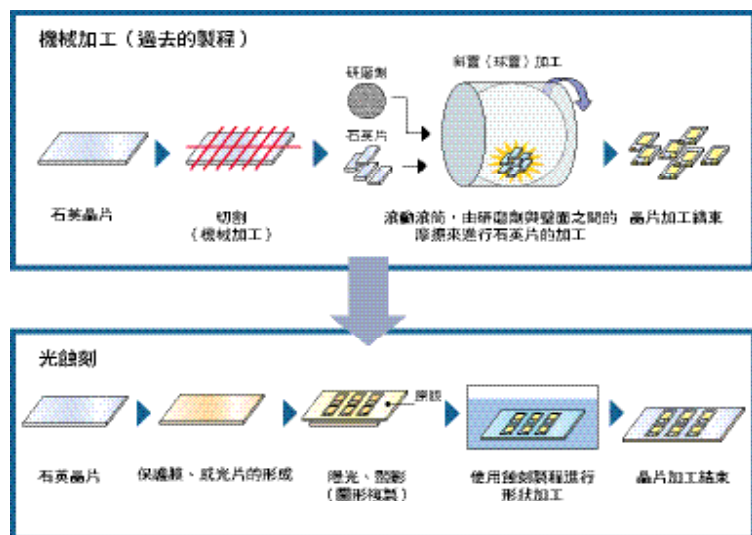 機械加工(過去的製程)
研磨劑
石英片
斜置(球置)加工
石英晶片
切割
(機械加工)
滾動滾筒,由研磨劑與壁面之間的
摩擦來進行石英片的加工
晶片加工結束
光蝕刻
原版
石英晶片
保護膜、感光片的形成
曝光、顯影
(圖形複製)
使用蝕刻製程進行
形狀加工
晶片加工結束